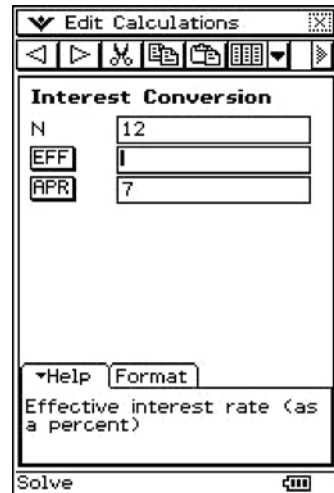 Edit Calculations
Interest Conversion
N 12
EFF
APR 7
Help Format
Effective interest rate (as
a percent)
Solve